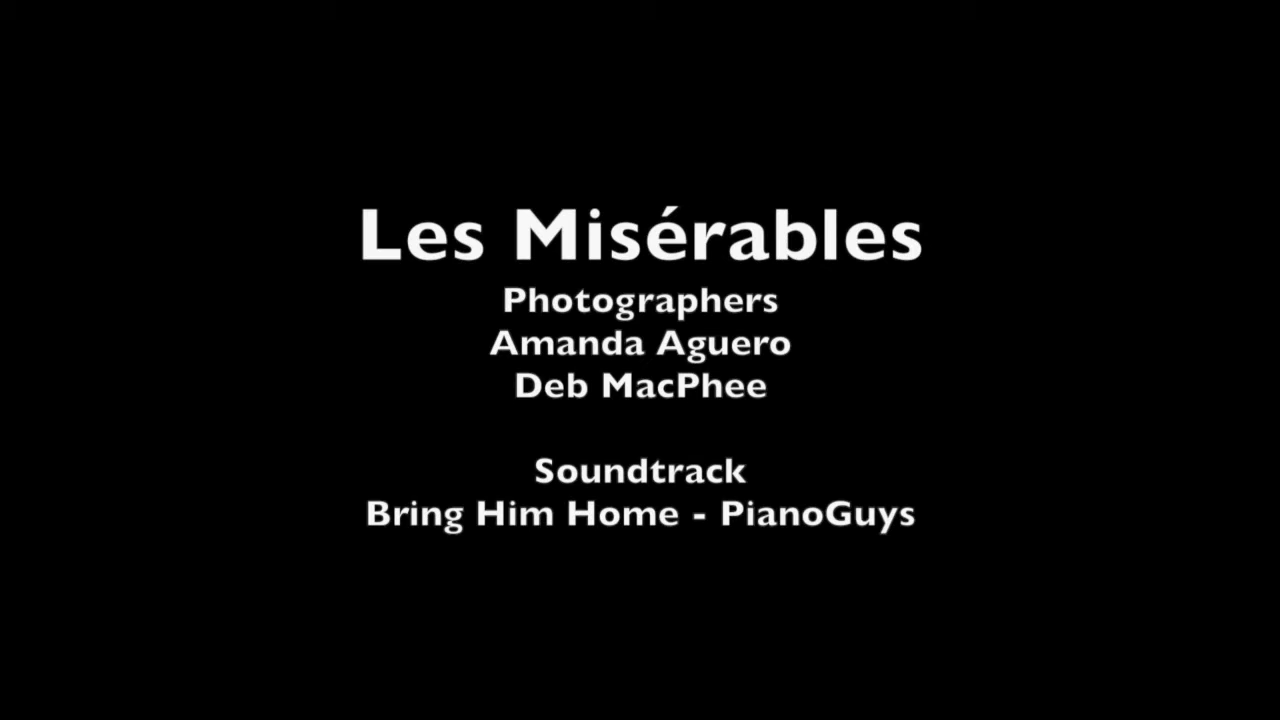 Les Misérables
Photographers
Amanda Aguero
Deb MacPhee
Soundtrack
Bring Him Home - PianoGuys